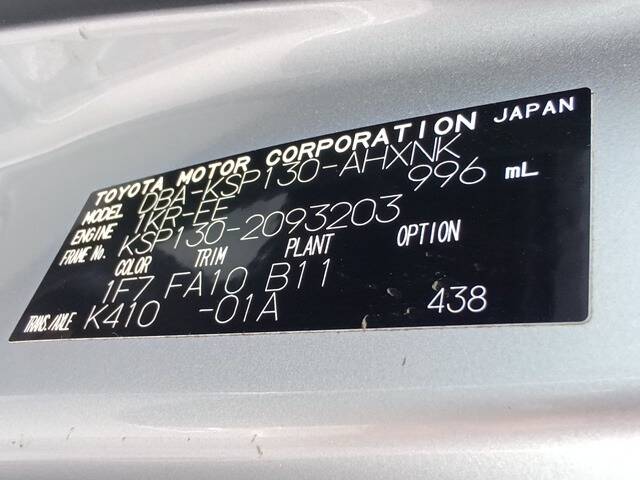 TOYOTA MOTOR CORPORATION JAPAN
MODEL DBA-KSP130-AHXNK
ENGINE 1KR-FE 996 mL
FRAME No. KSP130-2093203
COLOR TRIM PLANT OPTION
1F7 FA10 B11
TRANS./AXLE K410 -01A 438